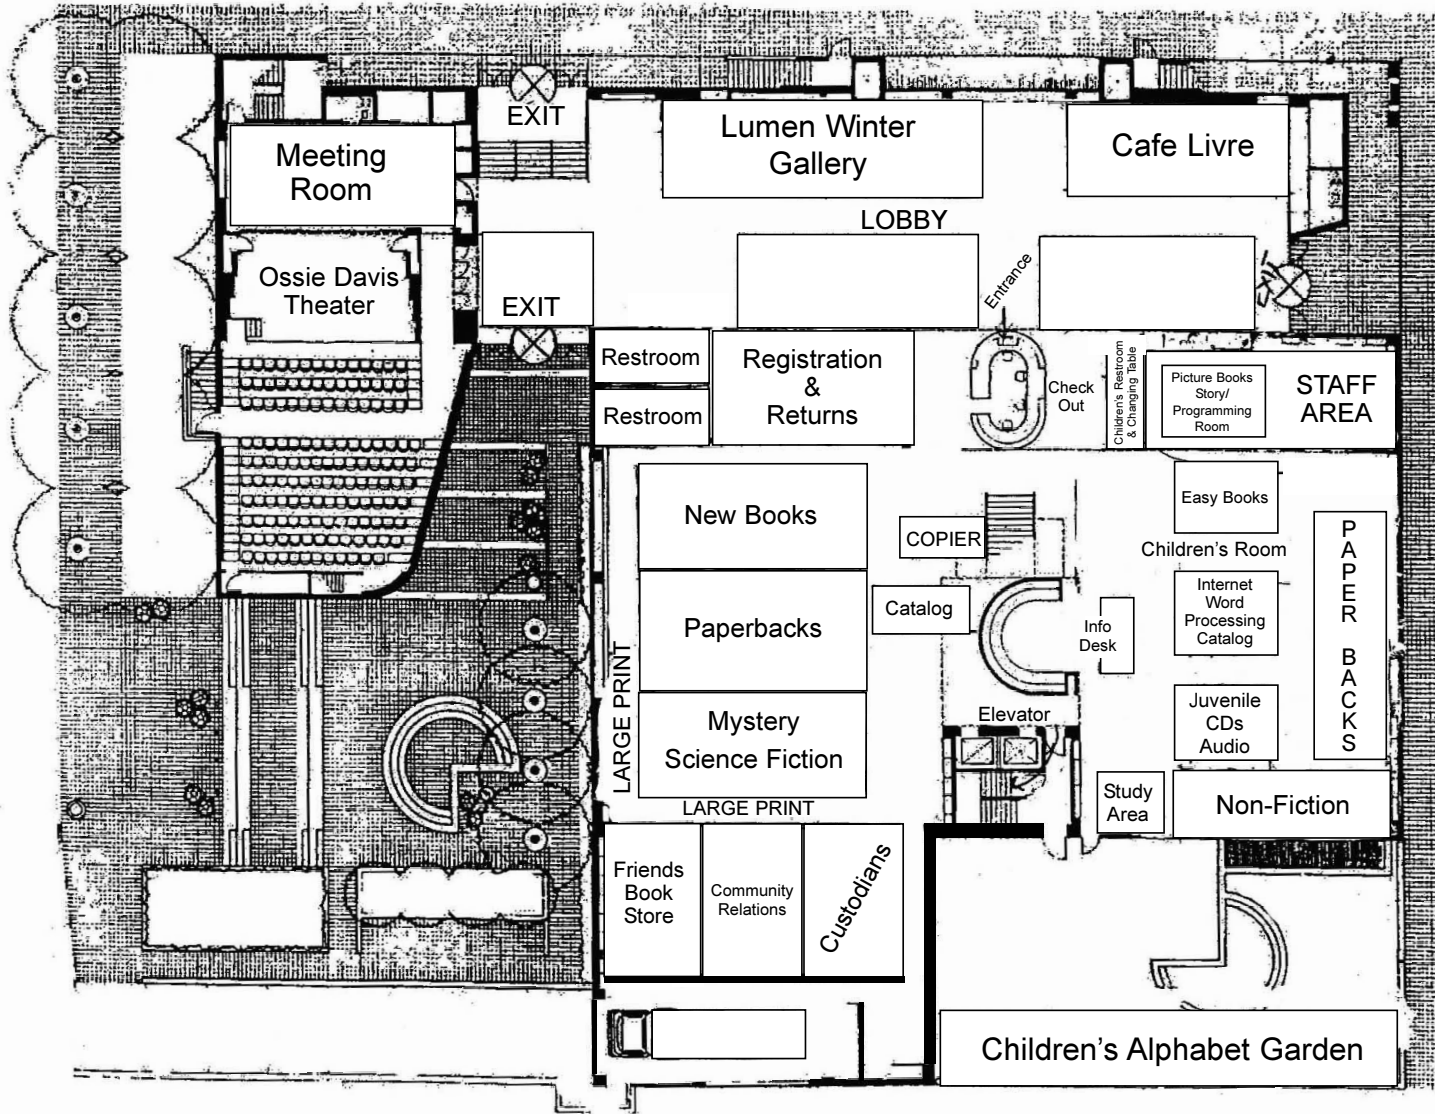 EXIT
Meeting
Room
Lumen Winter
Gallery
Cafe Livre
LOBBY
Ossie Davis
Theater
EXIT
Entrance
Restroom
Restroom
Registration
&
Returns
Check
Out
Children's Restroom
& Changing Table
Picture Books
Story/
Programming
Room
STAFF
AREA
New Books
COPIER
Easy Books
Children's Room
PAPER BACKS
Catalog
Paperbacks
Info
Desk
Internet
Word
Processing
Catalog
LARGE PRINT
Mystery
Science Fiction
Elevator
Juvenile
CDs
Audio
LARGE PRINT
Study
Area
Non-Fiction
Friends
Book
Store
Community
Relations
Custodians
Children's Alphabet Garden